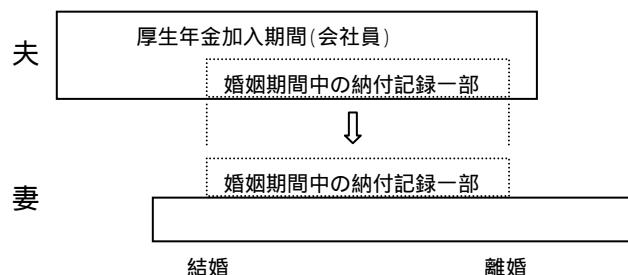 厚生年金加入期間(会社員)
夫
婚姻期間中の納付記録一部
婚姻期間中の納付記録一部
妻
結婚 離婚